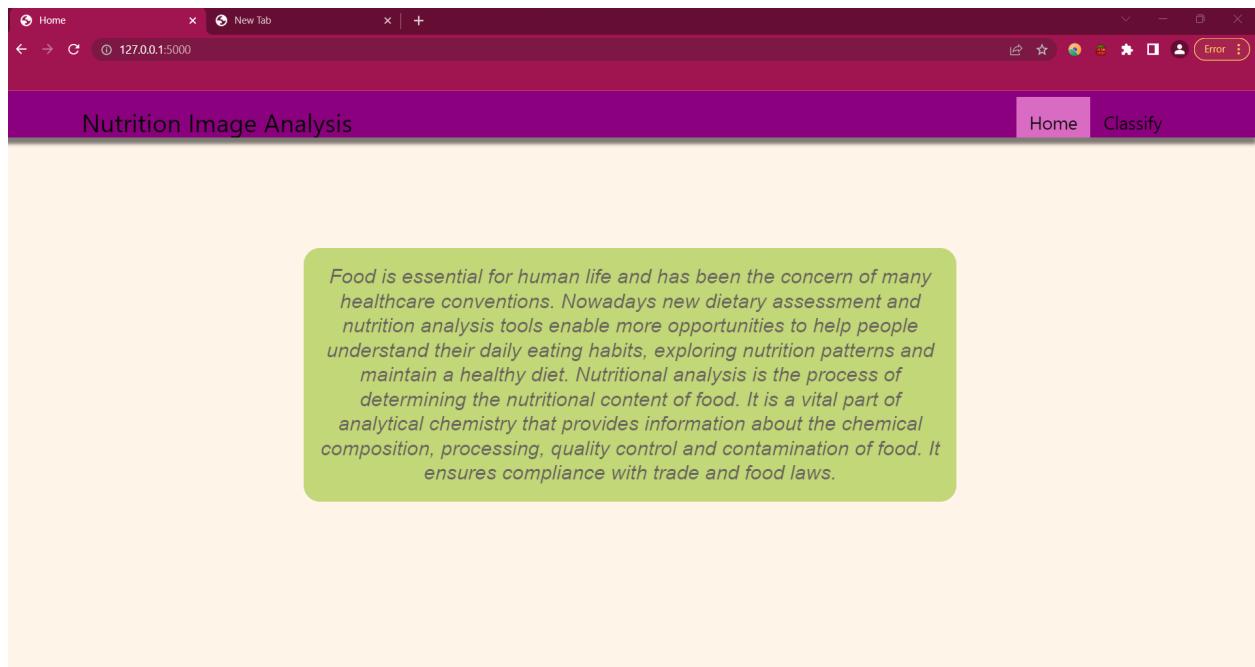 Home
New Tab
127.0.0.1:5000
Error
Nutrition Image Analysis
Home
Classify
Food is essential for human life and has been the concern of many
healthcare conventions. Nowadays new dietary assessment and
nutrition analysis tools enable more opportunities to help people
understand their daily eating habits, exploring nutrition patterns and
maintain a healthy diet. Nutritional analysis is the process of
determining the nutritional content of food. It is a vital part of
analytical chemistry that provides information about the chemical
composition, processing, quality control and contamination of food. It
ensures compliance with trade and food laws.